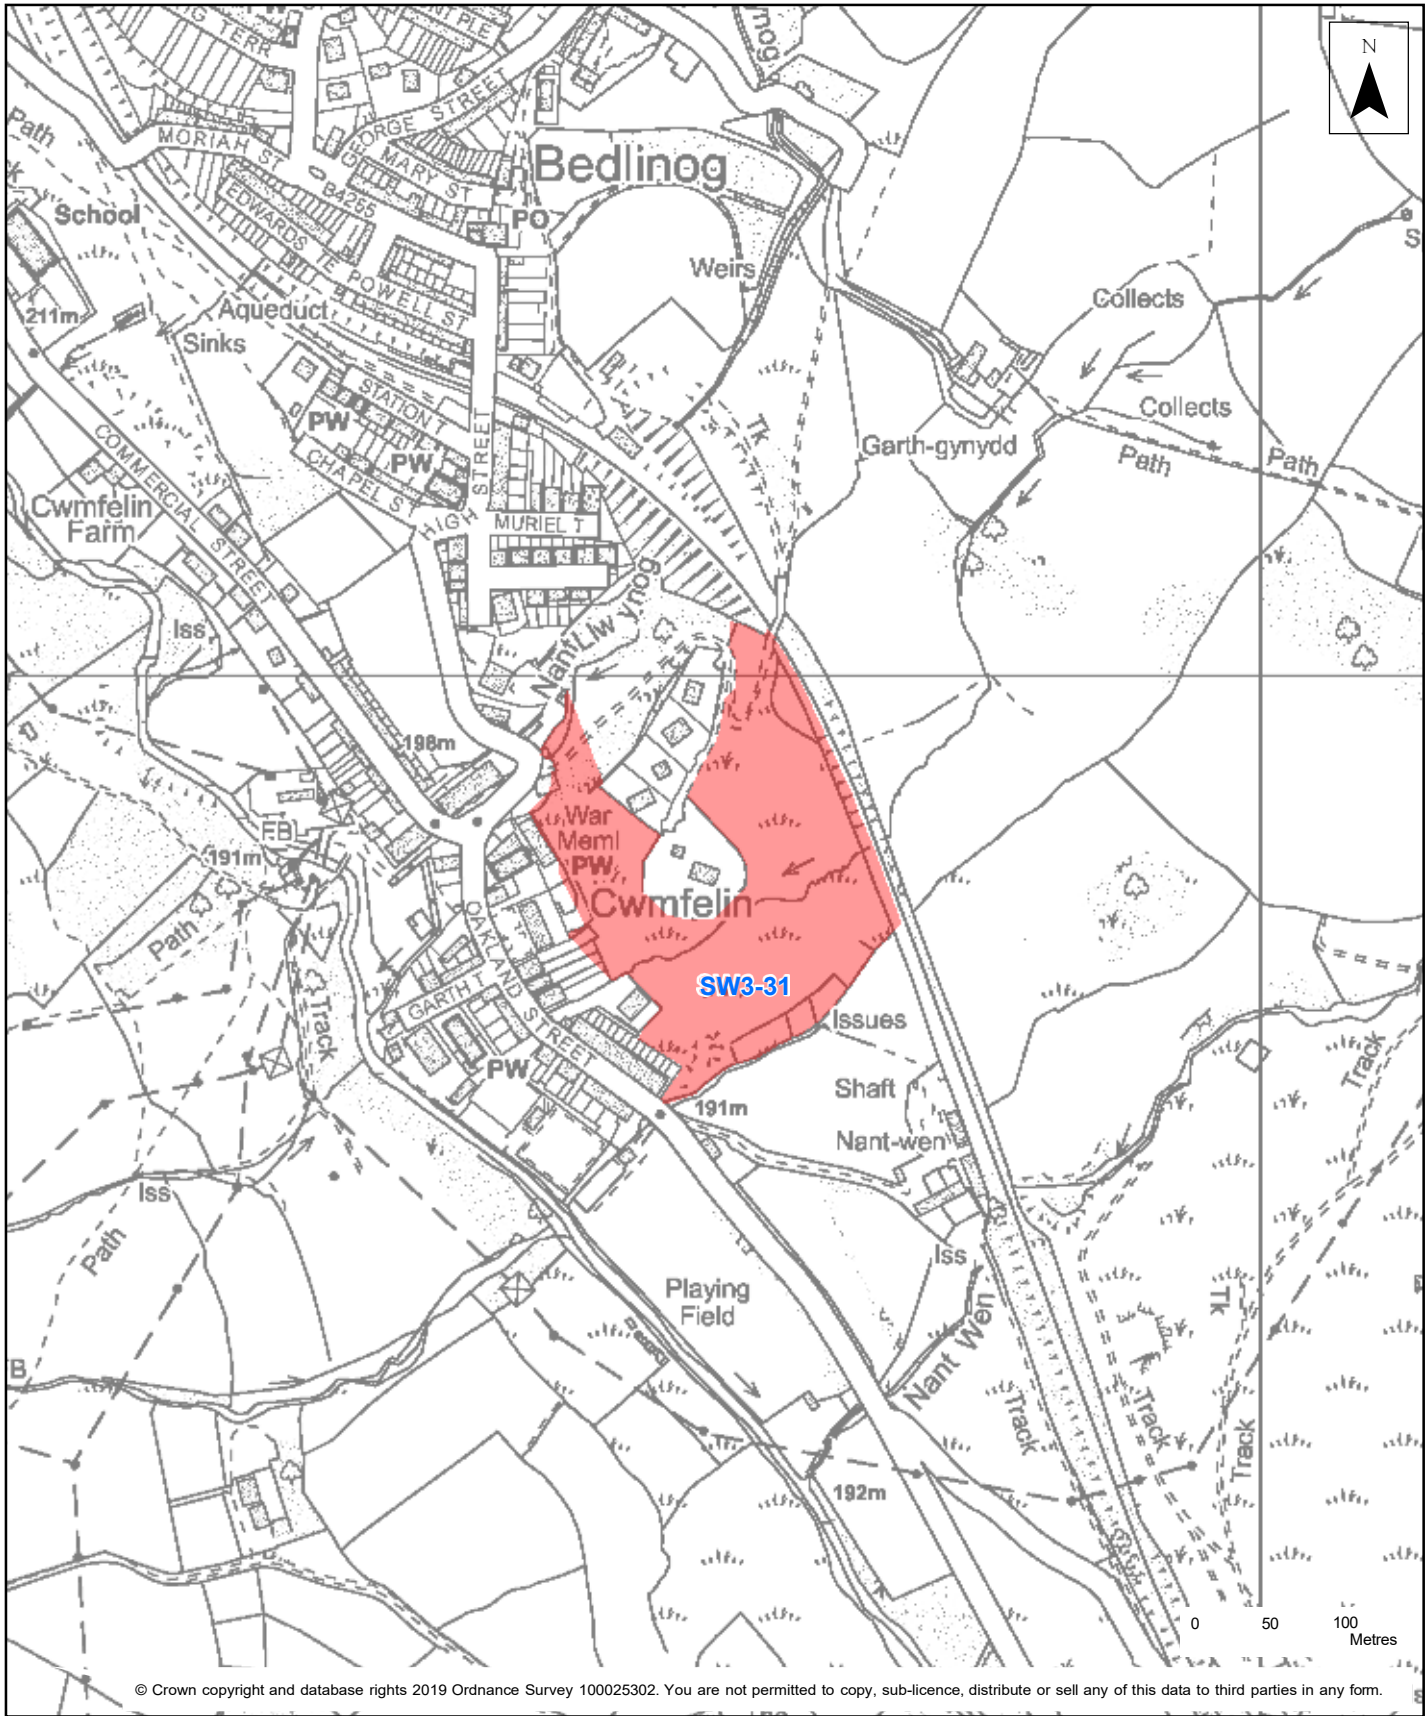 N
TERR
Path
MORIAH ST
GEORGE STREET
MARY ST
B4255
Bedlinog
School
EDWARDS TE
POWELL ST
PO
Weirs
Collects
211m
Aqueduct
Sinks
STATION T
Tk
Collects
PW
PW
Garth-gynydd
Path
Path
COMMERCIAL STREET
CHAPEL ST
HIGH STREET
MURIEL T
Cwmfelin
Farm
Iss
Nant Llwynog
198m
War
Meml
PW
FB
191m
Cwmfelin
Path
OAKLAND STREET
SW3-31
GARTH T
Track
Issues
Track
PW
Shaft
191m
Nant-wen
Iss
Path
Iss
Playing
Field
Tk
Nant Wen
Track
Track
Track
192m
0 50 100
Metres
© Crown copyright and database rights 2019 Ordnance Survey 100025302. You are not permitted to copy, sub-licence, distribute or sell any of this data to third parties in any form.